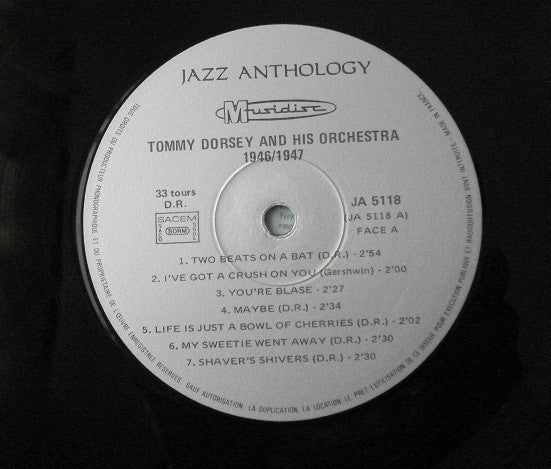 JAZZ ANTHOLOGY
Musidisc
TOMMY DORSEY AND HIS ORCHESTRA
1946/1947
33 tours
D.R.
SACEM
SDRM
JA 5118
(JA 5118 A)
FACE A
1. TWO BEATS ON A BAT (D.R.) - 2'54
2. I'VE GOT A CRUSH ON YOU (Gershwin) - 2'00
3. YOU'RE BLASE - 2'27
4. MAYBE (D.R.) - 2'34
5. LIFE IS JUST A BOWL OF CHERRIES (D.R.) - 2'02
6. MY SWEETIE WENT AWAY (D.R.) - 2'30
7. SHAVER'S SHIVERS (D.R.) - 2'30
TOUS DROITS DU PRODUCTEUR PHONOGRAPHIQUE ET DU PROPRIETAIRE DE L'ŒUVRE ENREGISTREE RESERVES. SAUF AUTORISATION, LA DUPLICATION, LA LOCATION, LE PRET, L'UTILISATION DE CE DISQUE POUR EXECUTION PUBLIQUE ET RADIODIFFUSION SONT INTERDITS. MADE IN FRANCE